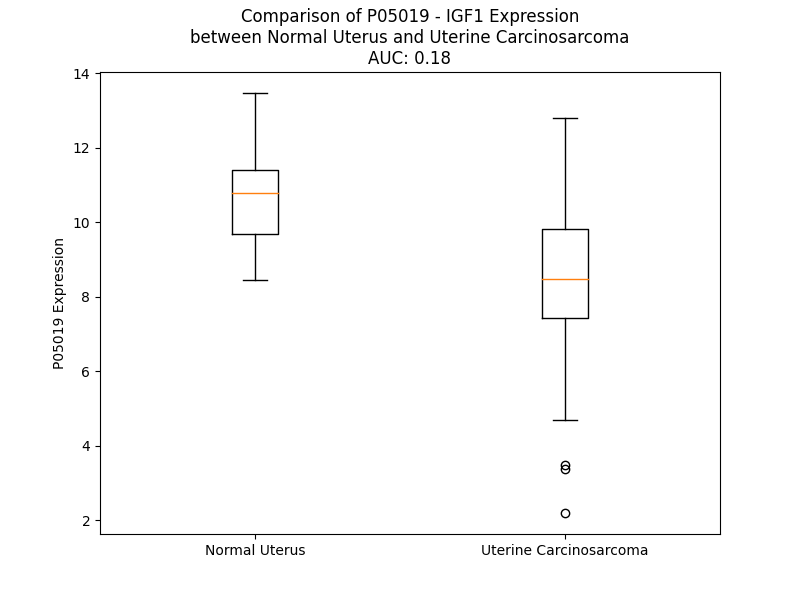 Comparison of P05019 - IGF1 Expression
between Normal Uterus and Uterine Carcinosarcoma
AUC: 0.18
14
12
10
8
6
4
2
P05019 Expression
Normal Uterus
Uterine Carcinosarcoma